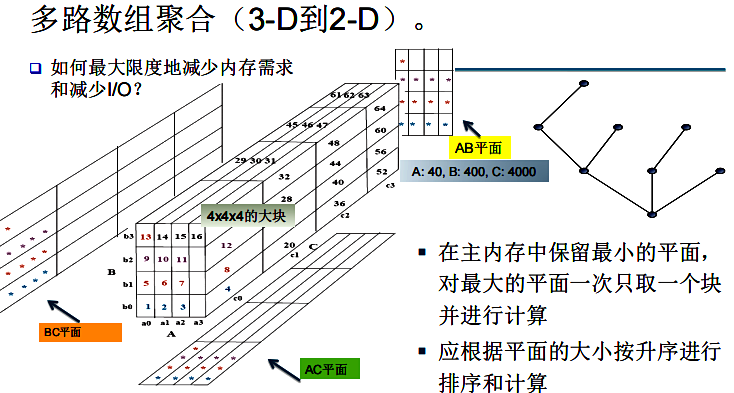 多路数组聚合（3-D到2-D）。
❑ 如何最大限度地减少内存需求
和减少I/O？
AB平面
A: 40, B: 400, C: 4000
61 62 63 64
45 46 47 48 60
29 30 31 32 44 56
28 40 52
4x4x4的大块
36
c3
c2
C
c1
c0
b3 13 14 15 16
b2 9 10 11 12
B
b1 5 6 7 8
b0 1 2 3 4
20
a0 a1 a2 a3
A
BC平面
AC平面
▪ 在主内存中保留最小的平面，
对最大的平面一次只取一个块
并进行计算
▪ 应根据平面的大小按升序进行
排序和计算